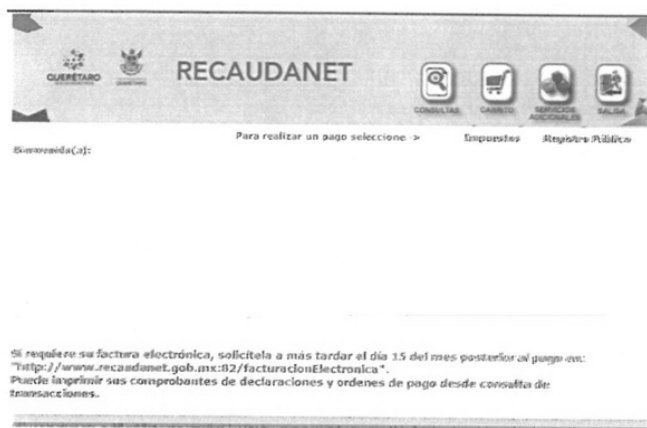 QUERÉTARO
QUERÉTARO
RECAUDANET
CONSULTAS
CARRITO
SERVICIOS ADICIONALES
SALIDA
Para realizar un pago seleccione -> Impuestos Registro Público
Bienvenido(a):
Si requiere su factura electrónica, solicítela a más tardar el día 15 del mes posterior al pago en:
"http://www.recaudanet.gob.mx:82/facturacionElectronica".
Puede imprimir sus comprobantes de declaraciones y ordenes de pago desde consulta de
transacciones.